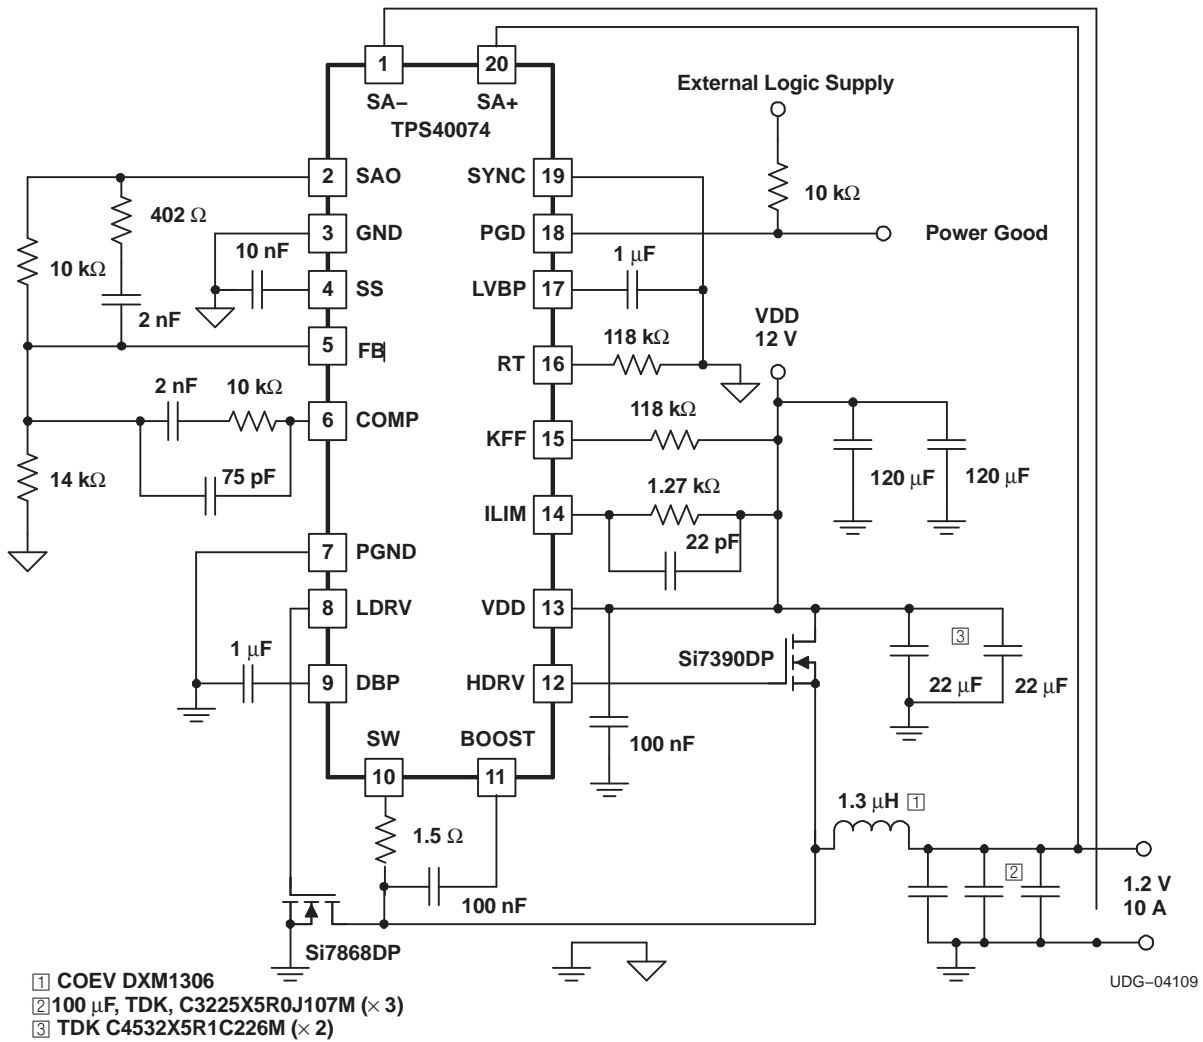 1
20
SA−
SA+
TPS40074
External Logic Supply
2
SAO
SYNC
19
10 kΩ
402 Ω
3
GND
PGD
18
Power Good
10 kΩ
10 nF
1 µF
4
SS
LVBP
17
2 nF
VDD
12 V
5
FB
118 kΩ
RT
16
2 nF
10 kΩ
118 kΩ
6
COMP
KFF
15
14 kΩ
75 pF
120 µF
120 µF
1.27 kΩ
ILIM
14
22 pF
7
PGND
8
LDRV
VDD
13
3
1 µF
Si7390DP
9
DBP
HDRV
12
22 µF
22 µF
SW
BOOST
100 nF
10
11
1.3 µH 1
1.5 Ω
2
1.2 V
10 A
100 nF
Si7868DP
1 COEV DXM1306
UDG−04109
2 100 µF, TDK, C3225X5R0J107M (× 3)
3 TDK C4532X5R1C226M (× 2)